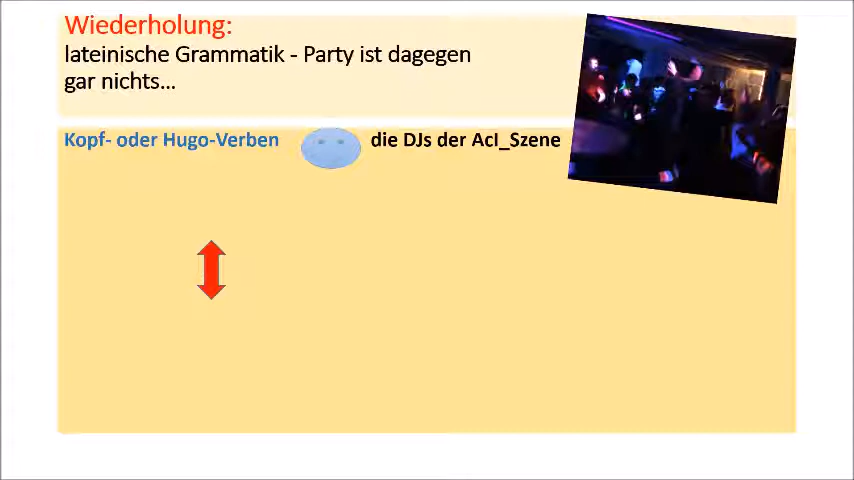 Wiederholung:
lateinische Grammatik - Party ist dagegen
gar nichts...
Kopf- oder Hugo-Verben die DJs der AcI_Szene